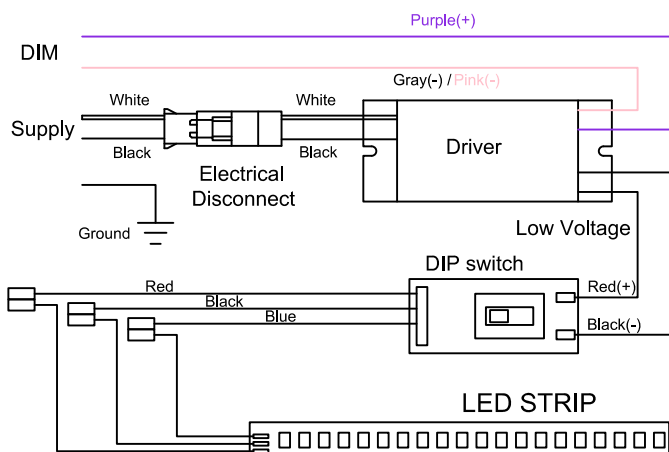 Purple(+)
DIM
Gray(-) / Pink(-)
White
White
Supply
Driver
Black
Black
Electrical
Disconnect
Low Voltage
Ground
DIP switch
Red
Red(+)
Black
Blue
Black(-)
LED STRIP